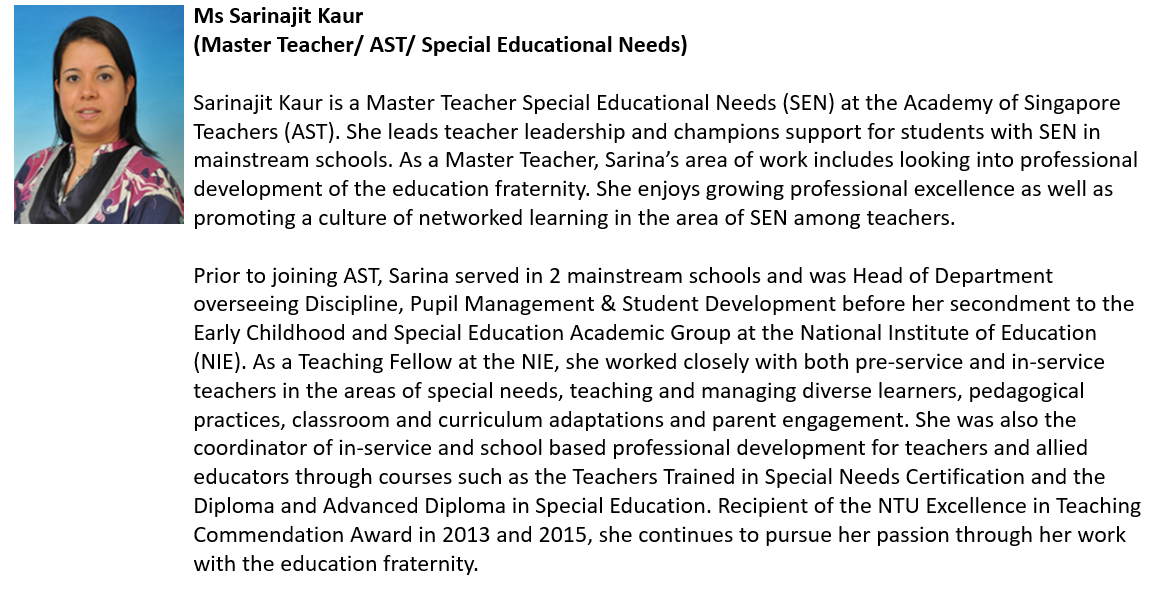 Ms Sarinajit Kaur
(Master Teacher/ AST/ Special Educational Needs)
Sarinajit Kaur is a Master Teacher Special Educational Needs (SEN) at the Academy of Singapore
Teachers (AST). She leads teacher leadership and champions support for students with SEN in
mainstream schools. As a Master Teacher, Sarina’s area of work includes looking into professional
development of the education fraternity. She enjoys growing professional excellence as well as
promoting a culture of networked learning in the area of SEN among teachers.
Prior to joining AST, Sarina served in 2 mainstream schools and was Head of Department
overseeing Discipline, Pupil Management & Student Development before her secondment to the
Early Childhood and Special Education Academic Group at the National Institute of Education
(NIE). As a Teaching Fellow at the NIE, she worked closely with both pre-service and in-service
teachers in the areas of special needs, teaching and managing diverse learners, pedagogical
practices, classroom and curriculum adaptations and parent engagement. She was also the
coordinator of in-service and school based professional development for teachers and allied
educators through courses such as the Teachers Trained in Special Needs Certification and the
Diploma and Advanced Diploma in Special Education. Recipient of the NTU Excellence in Teaching
Commendation Award in 2013 and 2015, she continues to pursue her passion through her work
with the education fraternity.